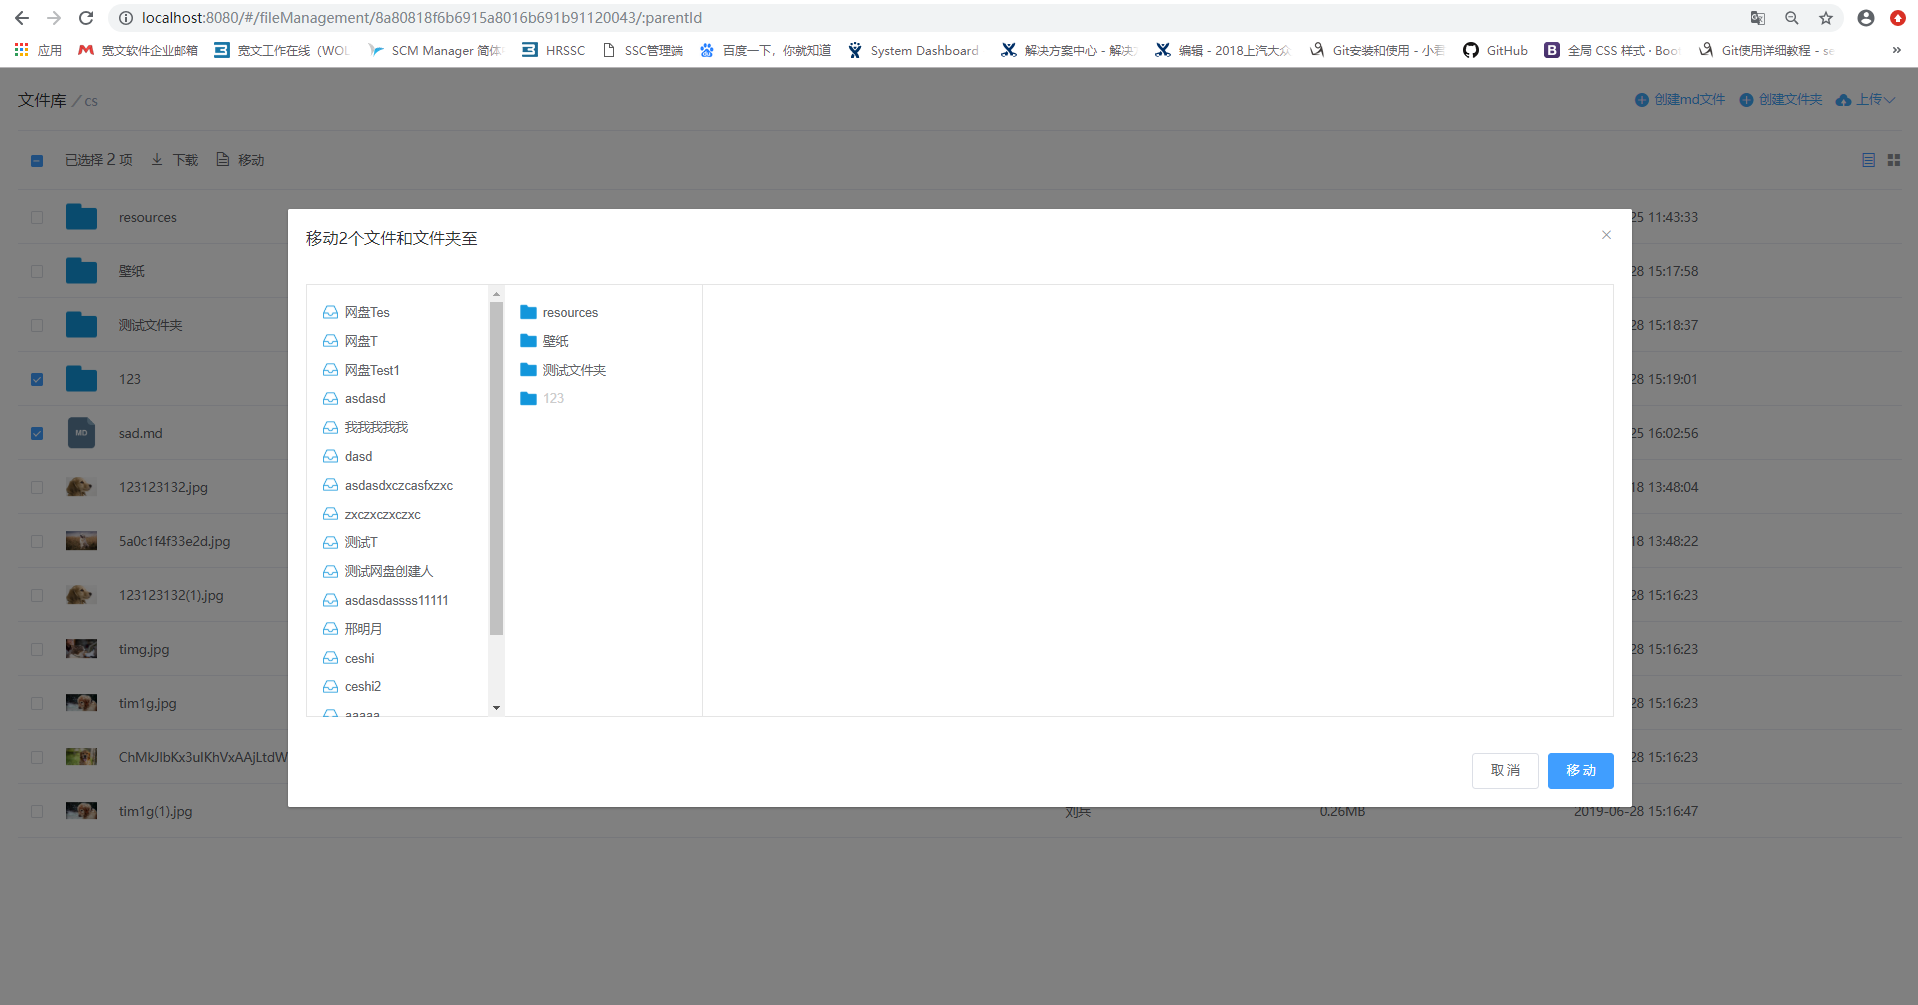 localhost:8080/#/fileManagement/8a80818f6b6915a8016b691b91120043/:parentId
应用 宽文软件企业邮箱 宽文工作在线（WOL SCM Manager 简体 HRSSC SSC管理端 百度一下，你就知道 System Dashboard 解决方案中心 - 解决 编辑 - 2018上汽大众 Git安装和使用 - 小君 GitHub B 全局 CSS 样式 · Boo Git使用详细教程 - se »
文件库 / cs 创建md文件 创建文件夹 上传
已选择 2 项 下载 移动
resources
25 11:43:33
壁纸
28 15:17:58
测试文件夹
28 15:18:37
123
28 15:19:01
MD sad.md
25 16:02:56
123123132.jpg
18 13:48:04
5a0c1f4f33e2d.jpg
18 13:48:22
123123132(1).jpg
28 15:16:23
timg.jpg
28 15:16:23
tim1g.jpg
28 15:16:23
28 15:16:23
tim1g(1).jpg 刘兵 0.26MB 2019-06-28 15:16:47
移动2个文件和文件夹至
网盘Tes
网盘T
网盘Test1
asdasd
我我我我我
dasd
asdasdxczcasfxzxc
zxczxczxczxc
测试T
测试网盘创建人
asdasdassss11111
邢明月
ceshi
ceshi2
aaaaa
resources
壁纸
测试文件夹
123
取消 移动